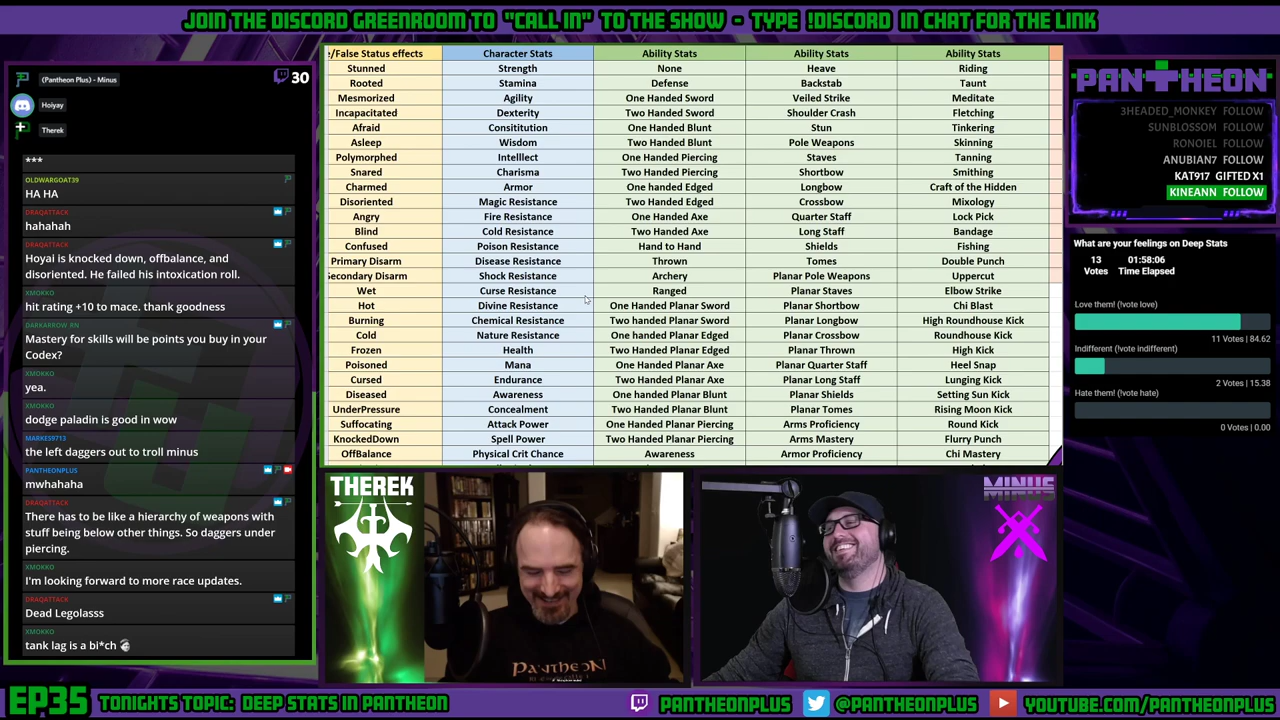 JOIN THE DISCORD GREENROOM TO "CALL IN" TO THE SHOW - TYPE !DISCORD IN CHAT FOR THE LINK
(Pantheon Plus) - Minus
30
Hoiyay
Therek
***
OLDWARGOAT39
HA HA
DRAQATTACK
hahahah
DRAQATTACK
Hoyai is knocked down, offbalance, and
disoriented. He failed his intoxication roll.
XMOKKO
hit rating +10 to mace. thank goodness
DARKARROW_RN
Mastery for skills will be points you buy in your
Codex?
XMOKKO
yea.
XMOKKO
dodge paladin is good in wow
MARKES9713
the left daggers out to troll minus
PANTHEONPLUS
mwhahaha
DRAQATTACK
There has to be like a hierarchy of weapons with
stuff being below other things. So daggers under
piercing.
XMOKKO
I'm looking forward to more race updates.
DRAQATTACK
Dead Legolasss
XMOKKO
tank lag is a bi*ch
e/False Status effects Character Stats Ability Stats Ability Stats Ability Stats
Stunned Strength None Heave Riding
Rooted Stamina Defense Backstab Taunt
Mesmorized Agility One Handed Sword Veiled Strike Meditate
Incapacitated Dexterity Two Handed Sword Shoulder Crash Fletching
Afraid Consititution One Handed Blunt Stun Tinkering
Asleep Wisdom Two Handed Blunt Pole Weapons Skinning
Polymorphed Intelllect One Handed Piercing Staves Tanning
Snared Charisma Two Handed Piercing Shortbow Smithing
Charmed Armor One handed Edged Longbow Craft of the Hidden
Disoriented Magic Resistance Two Handed Edged Crossbow Mixology
Angry Fire Resistance One Handed Axe Quarter Staff Lock Pick
Blind Cold Resistance Two Handed Axe Long Staff Bandage
Confused Poison Resistance Hand to Hand Shields Fishing
Primary Disarm Disease Resistance Thrown Tomes Double Punch
Secondary Disarm Shock Resistance Archery Planar Pole Weapons Uppercut
Wet Curse Resistance Ranged Planar Staves Elbow Strike
Hot Divine Resistance One Handed Planar Sword Planar Shortbow Chi Blast
Burning Chemical Resistance Two handed Planar Sword Planar Longbow High Roundhouse Kick
Cold Nature Resistance One handed Planar Edged Planar Crossbow Roundhouse Kick
Frozen Health Two Handed Planar Edged Planar Thrown High Kick
Poisoned Mana One Handed Planar Axe Planar Quarter Staff Heel Snap
Cursed Endurance Two Handed Planar Axe Planar Long Staff Lunging Kick
Diseased Awareness One handed Planar Blunt Planar Shields Setting Sun Kick
UnderPressure Concealment Two Handed Planar Blunt Planar Tomes Rising Moon Kick
Suffocating Attack Power One Handed Planar Piercing Arms Proficiency Round Kick
KnockedDown Spell Power Two Handed Planar Piercing Arms Mastery Flurry Punch
OffBalance Physical Crit Chance Awareness Armor Proficiency Chi Mastery
PANTHEON
3HEADED_MONKEY FOLLOW
SUNBLOSSOM FOLLOW
RONOIEL FOLLOW
ANUBIAN7 FOLLOW
KAT917 GIFTED X1
KINEANN FOLLOW
What are your feelings on Deep Stats
13 01:58:06
Votes Time Elapsed
Love them! (!vote love)
11 Votes | 84.62
Indifferent (!vote indifferent)
2 Votes | 15.38
Hate them! (!vote hate)
0 Votes | 0.00
THEREK
PANTHEON
MINUS
EP35 TONIGHTS TOPIC: DEEP STATS IN PANTHEON PANTHEONPLUS @PANTHEONPLUS YOUTUBE.COM/PANTHEONPLUS